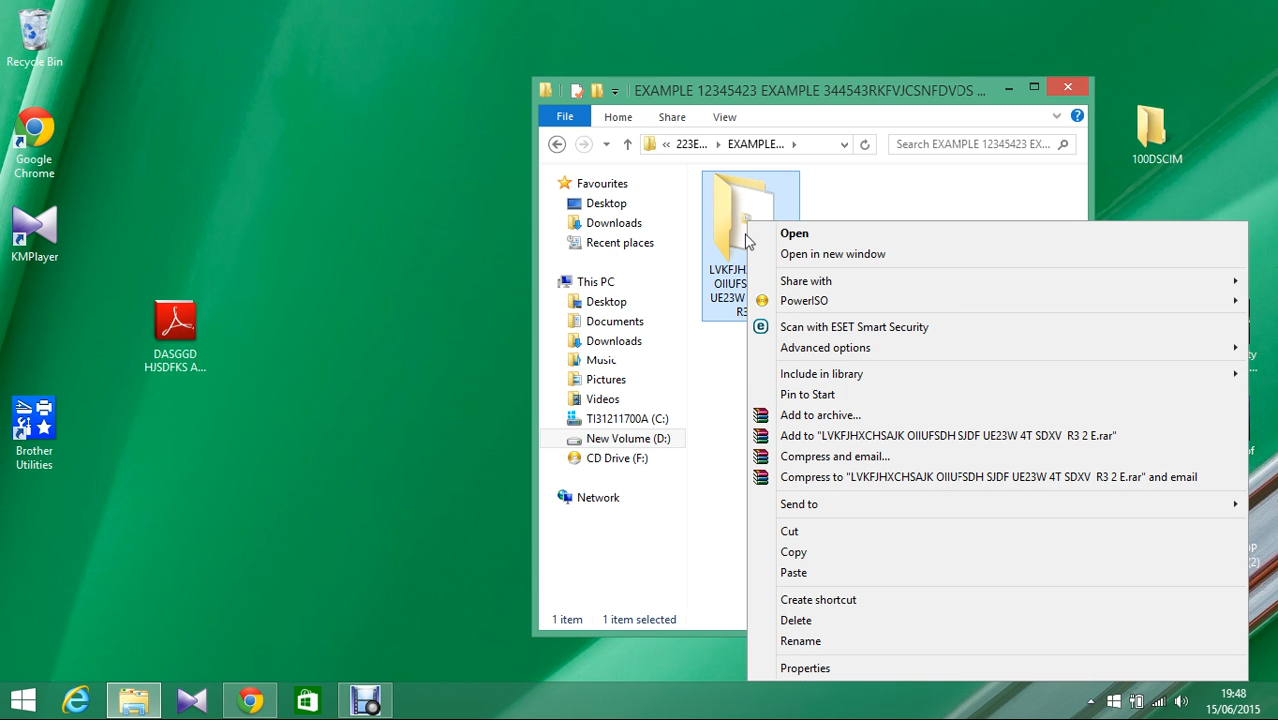 Recycle Bin
Google
Chrome
KMPlayer
DASGGD
HJSDFKS A...
Brother
Utilities
EXAMPLE 12345423 EXAMPLE 344543RKFVJCSNFDVDS ...
File
Home
Share
View
223E...
EXAMPLE...
Search EXAMPLE 12345423 EX...
Favourites
Desktop
Downloads
Recent places
This PC
Desktop
Documents
Downloads
Music
Pictures
Videos
TI31211700A (C:)
New Volume (D:)
CD Drive (F:)
Network
1 item
1 item selected
Open
Open in new window
Share with
PowerISO
Scan with ESET Smart Security
Advanced options
Include in library
Pin to Start
Add to archive...
Add to "LVKFJHXCHSAJK OIIUFSDH SJDF UE23W 4T SDXV  R3 2 E.rar"
Compress and email...
Compress to "LVKFJHXCHSAJK OIIUFSDH SJDF UE23W 4T SDXV  R3 2 E.rar" and email
Send to
Cut
Copy
Paste
Create shortcut
Delete
Rename
Properties
100DSCIM
19:48
15/06/2015